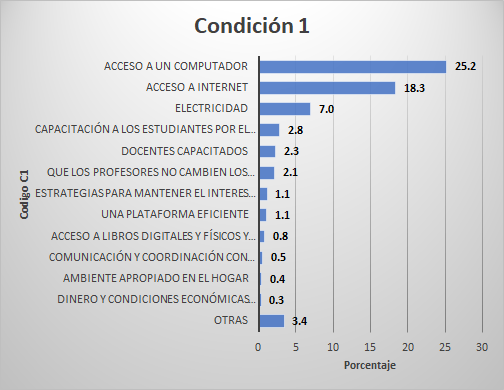 Condición 1
ACCESO A UN COMPUTADOR 25.2
ACCESO A INTERNET 18.3
ELECTRICIDAD 7.0
CAPACITACIÓN A LOS ESTUDIANTES POR EL... 2.8
DOCENTES CAPACITADOS 2.3
QUE LOS PROFESORES NO CAMBIEN LOS... 2.1
ESTRATEGIAS PARA MANTENER EL INTERES... 1.1
UNA PLATAFORMA EFICIENTE 1.1
ACCESO A LIBROS DIGITALES Y FÍSICOS Y... 0.8
COMUNICACIÓN Y COORDINACIÓN CON... 0.5
AMBIENTE APROPIADO EN EL HOGAR 0.4
DINERO Y CONDICIONES ECONÓMICAS... 0.3
OTRAS 3.4
Codigo C1
0 5 10 15 20 25 30
Porcentaje